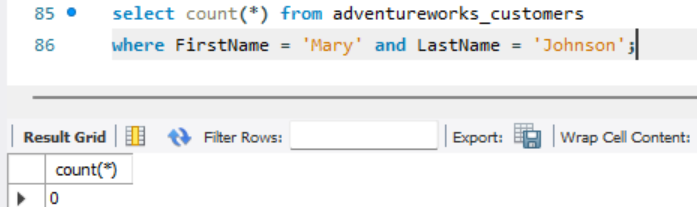 85 select count(*) from adventureworks_customers
86 where FirstName = 'Mary' and LastName = 'Johnson';
Result Grid Filter Rows: Export: Wrap Cell Content:
count(*)
0